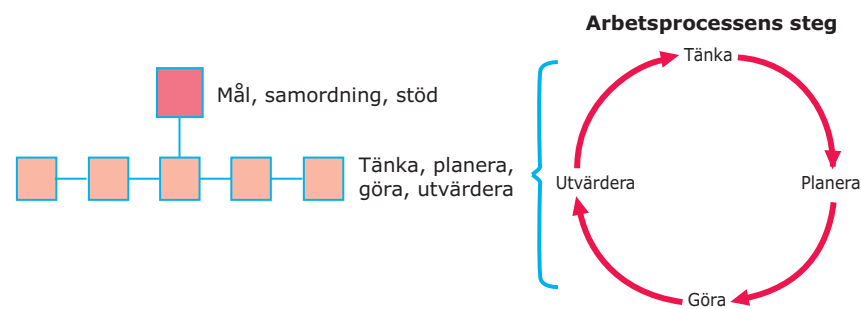 Arbetsprocessens steg
Tänka
Mål, samordning, stöd
Tänka, planera,
göra, utvärdera
Utvärdera
Planera
Göra